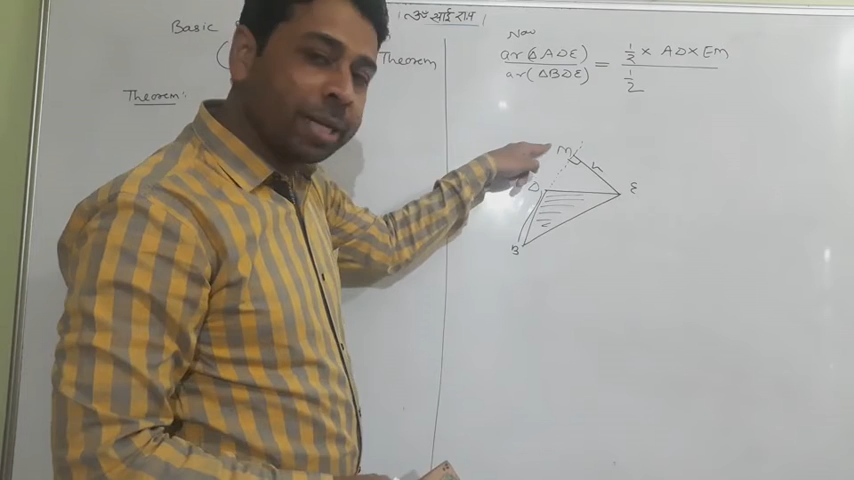 ।ॐ साई राम।
Basic
Theorem
Theorem:
Now
ar(ΔADE) / ar(ΔBDE) = 1/2 × AD × EM / 1/2
M
h
D
E
B